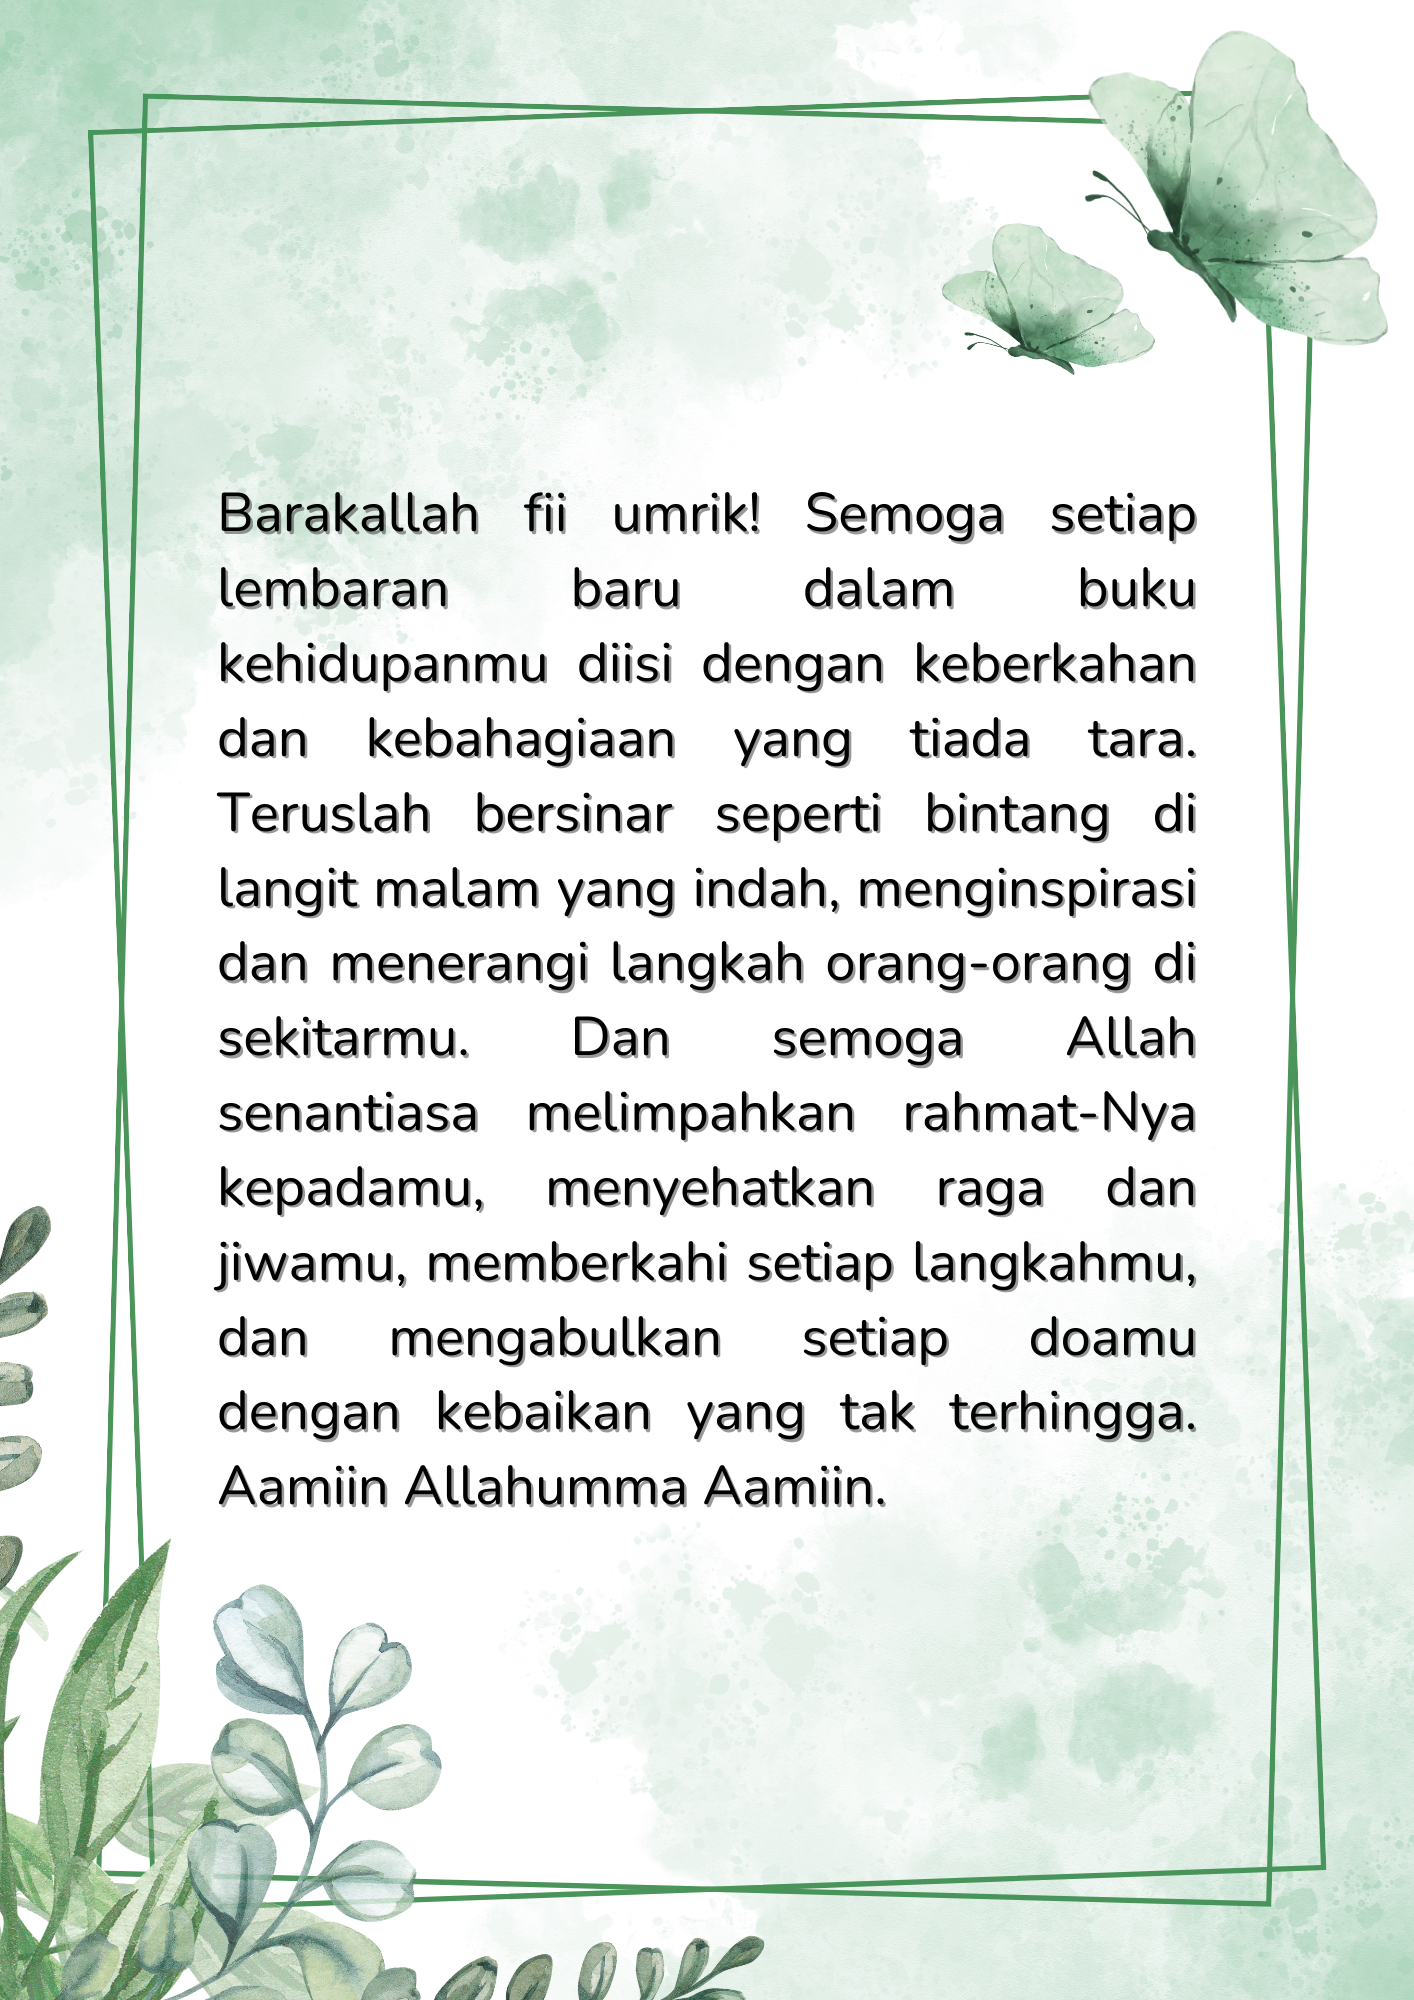 Barakallah fii umrik! Semoga setiap
lembaran baru dalam buku
kehidupanmu diisi dengan keberkahan
dan kebahagiaan yang tiada tara.
Teruslah bersinar seperti bintang di
langit malam yang indah, menginspirasi
dan menerangi langkah orang-orang di
sekitarmu. Dan semoga Allah
senantiasa melimpahkan rahmat-Nya
kepadamu, menyehatkan raga dan
jiwamu, memberkahi setiap langkahmu,
dan mengabulkan setiap doamu
dengan kebaikan yang tak terhingga.
Aamiin Allahumma Aamiin.